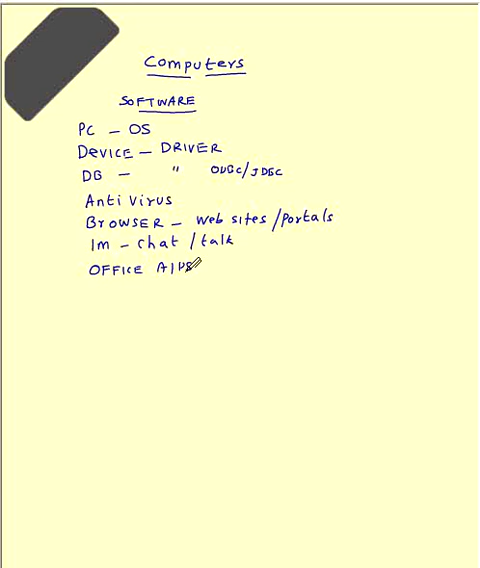 Computers
SOFTWARE
PC - OS
DEVICE - DRIVER
DB - " ODBC/JDBC
Anti virus
BROWSER - Web sites/Portals
Im - chat/talk
OFFICE